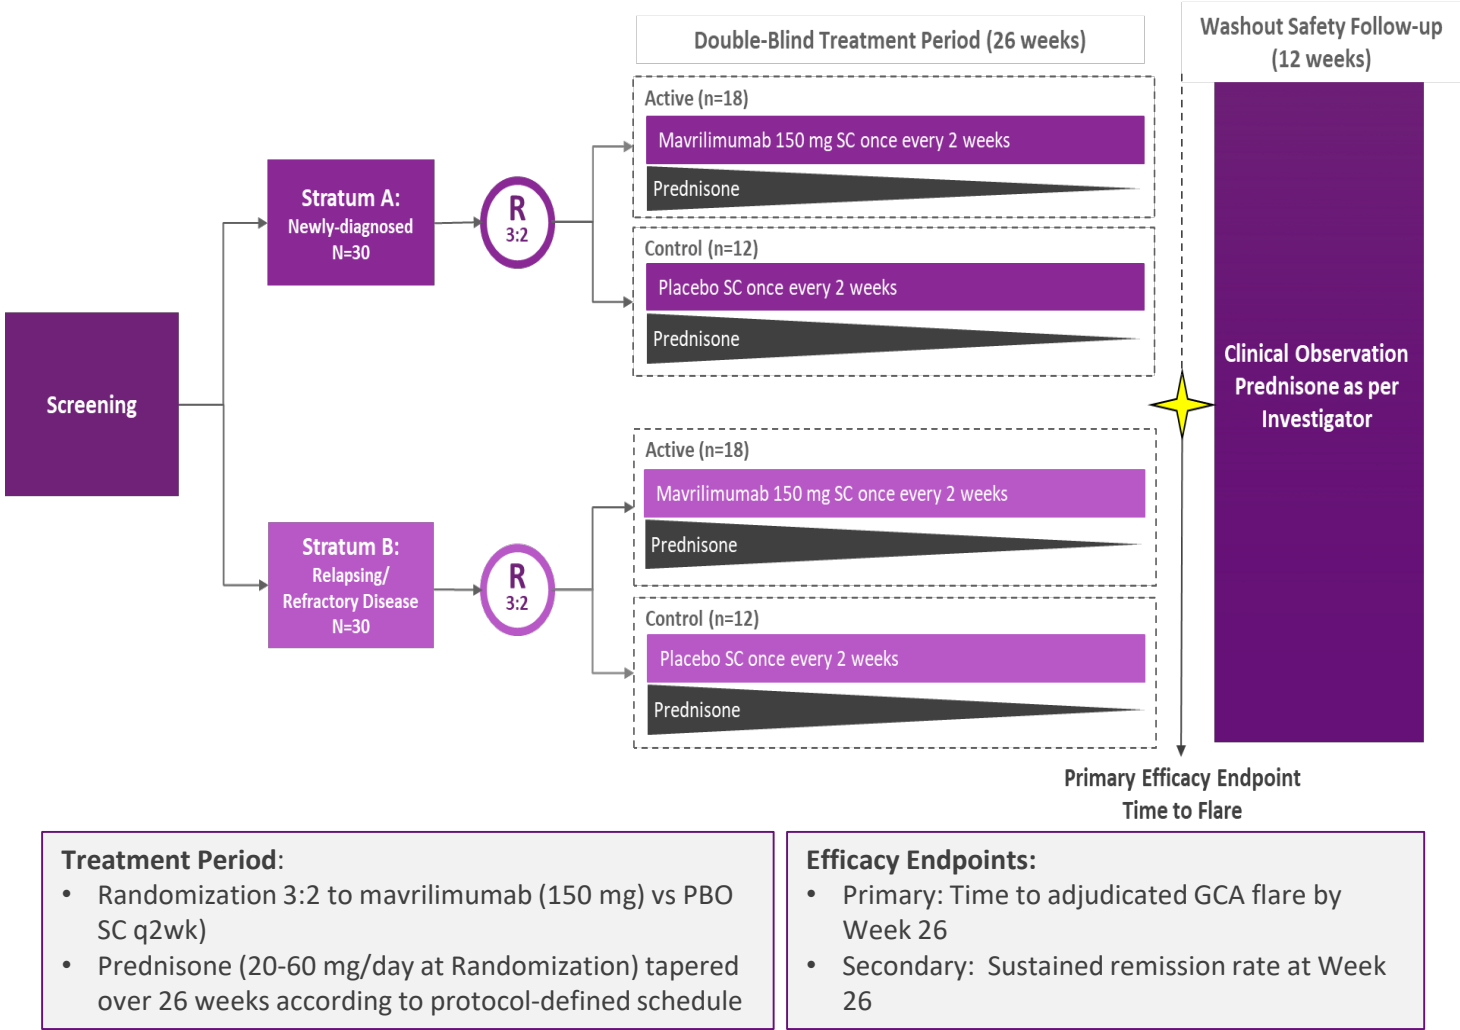 Double-Blind Treatment Period (26 weeks)
Washout Safety Follow-up
(12 weeks)
Screening
Stratum A:
Newly-diagnosed
N=30
R
3:2
Active (n=18)
Mavrilimumab 150 mg SC once every 2 weeks
Prednisone
Control (n=12)
Placebo SC once every 2 weeks
Prednisone
Stratum B:
Relapsing/
Refractory Disease
N=30
R
3:2
Active (n=18)
Mavrilimumab 150 mg SC once every 2 weeks
Prednisone
Control (n=12)
Placebo SC once every 2 weeks
Prednisone
Clinical Observation
Prednisone as per
Investigator
Primary Efficacy Endpoint
Time to Flare
Treatment Period:
• Randomization 3:2 to mavrilimumab (150 mg) vs PBO
SC q2wk)
• Prednisone (20-60 mg/day at Randomization) tapered
over 26 weeks according to protocol-defined schedule
Efficacy Endpoints:
• Primary: Time to adjudicated GCA flare by
Week 26
• Secondary: Sustained remission rate at Week
26